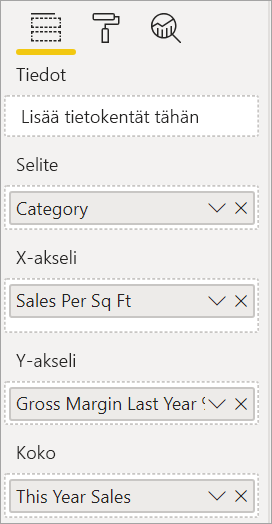 Tiedot
Lisää tietokentät tähän
Selite
Category
X-akseli
Sales Per Sq Ft
Y-akseli
Gross Margin Last Year
Koko
This Year Sales